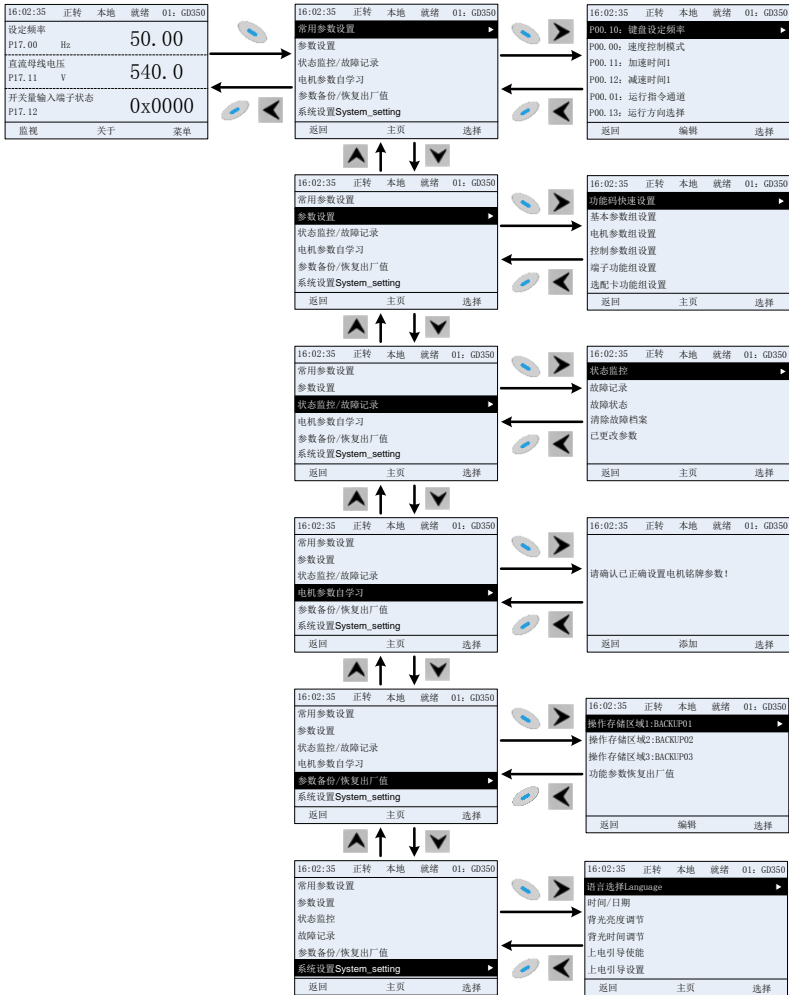 16:02:35 正转 本地 就绪 01: GD350
设定频率
P17.00 Hz 50.00
直流母线电压
P17.11 V 540.0
开关量输入端子状态
P17.12 0x0000
监视 关于 菜单
16:02:35 正转 本地 就绪 01: GD350
常用参数设置
参数设置
状态监控/故障记录
电机参数自学习
参数备份/恢复出厂值
系统设置System_setting
返回 主页 选择
16:02:35 正转 本地 就绪 01: GD350
P00.10: 键盘设定频率
P00.00: 速度控制模式
P00.11: 加速时间1
P00.12: 减速时间1
P00.01: 运行指令通道
P00.13: 运行方向选择
返回 编辑 选择
16:02:35 正转 本地 就绪 01: GD350
常用参数设置
参数设置
状态监控/故障记录
电机参数自学习
参数备份/恢复出厂值
系统设置System_setting
返回 主页 选择
16:02:35 正转 本地 就绪 01: GD350
功能码快速设置
基本参数组设置
电机参数组设置
控制参数组设置
端子功能组设置
选配卡功能组设置
返回 主页 选择
16:02:35 正转 本地 就绪 01: GD350
常用参数设置
参数设置
状态监控/故障记录
电机参数自学习
参数备份/恢复出厂值
系统设置System_setting
返回 主页 选择
16:02:35 正转 本地 就绪 01: GD350
状态监控
故障记录
故障状态
清除故障档案
已更改参数
返回 主页 选择
16:02:35 正转 本地 就绪 01: GD350
常用参数设置
参数设置
状态监控/故障记录
电机参数自学习
参数备份/恢复出厂值
系统设置System_setting
返回 主页 选择
16:02:35 正转 本地 就绪 01: GD350
请确认已正确设置电机铭牌参数!
返回 添加 选择
16:02:35 正转 本地 就绪 01: GD350
常用参数设置
参数设置
状态监控/故障记录
电机参数自学习
参数备份/恢复出厂值
系统设置System_setting
返回 主页 选择
16:02:35 正转 本地 就绪 01: GD350
操作存储区域1:BACKUP01
操作存储区域2:BACKUP02
操作存储区域3:BACKUP03
功能参数恢复出厂值
返回 编辑 选择
16:02:35 正转 本地 就绪 01: GD350
常用参数设置
参数设置
状态监控
故障记录
参数备份/恢复出厂值
系统设置System_setting
返回 主页 选择
16:02:35 正转 本地 就绪 01: GD350
语言选择Language
时间/日期
背光亮度调节
背光时间调节
上电引导使能
上电引导设置
返回 主页 选择